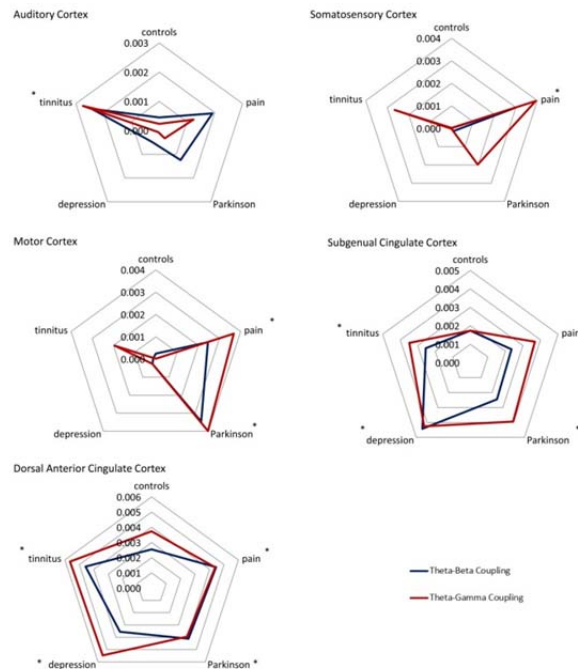 Auditory Cortex
controls
0.003
0.002
0.001
0.000
* tinnitus
pain
depression
Parkinson
Somatosensory Cortex
controls
0.004
0.003
0.002
0.001
0.000
tinnitus
pain *
depression
Parkinson
Motor Cortex
controls
0.004
0.003
0.002
0.001
0.000
tinnitus
pain *
depression
Parkinson *
Subgenual Cingulate Cortex
controls
0.005
0.004
0.003
0.002
0.001
0.000
* tinnitus
pain *
* depression
Parkinson *
Dorsal Anterior Cingulate Cortex
controls
0.006
0.005
0.004
0.003
0.002
0.001
0.000
* tinnitus
pain *
* depression
Parkinson *
Theta-Beta Coupling
Theta-Gamma Coupling